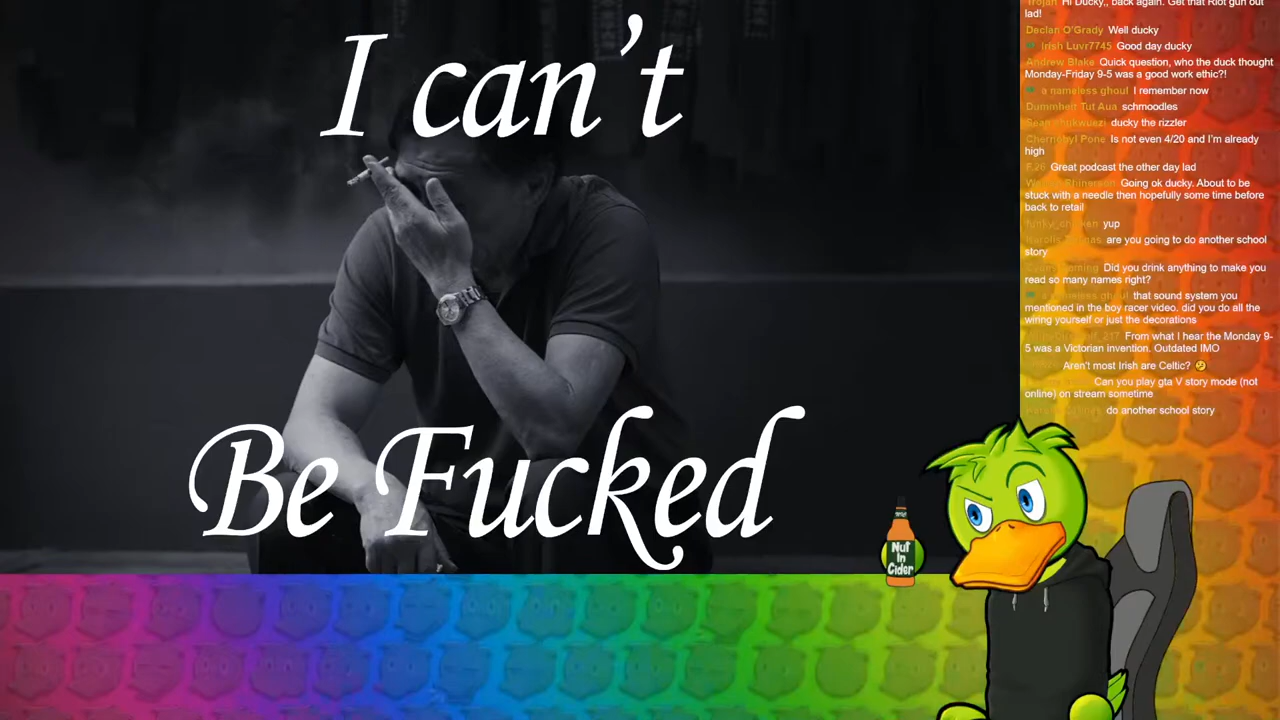 I can't
Be Fucked
Nut
In
Cider
Trojan Hi Ducky,, back again. Get that Riot gun out
lad!
Declan O'Grady Well ducky
Irish Luvr7745 Good day ducky
Andrew Blake Quick question, who the duck thought
Monday-Friday 9-5 was a good work ethic?!
a nameless ghoul I remember now
Dummheit Tut Aua schmoodles
ducky the rizzler
Chernobyl Pone Is not even 4/20 and I'm already
high
Great podcast the other day lad
Going ok ducky. About to be
stuck with a needle then hopefully some time before
back to retail
yup
are you going to do another school
story
Did you drink anything to make you
read so many names right?
a nameless ghoul that sound system you
mentioned in the boy racer video. did you do all the
wiring yourself or just the decorations
From what I hear the Monday 9-
5 was a Victorian invention. Outdated IMO
Aren't most Irish are Celtic? 🤔
Can you play gta V story mode (not
online) on stream sometime
do another school story